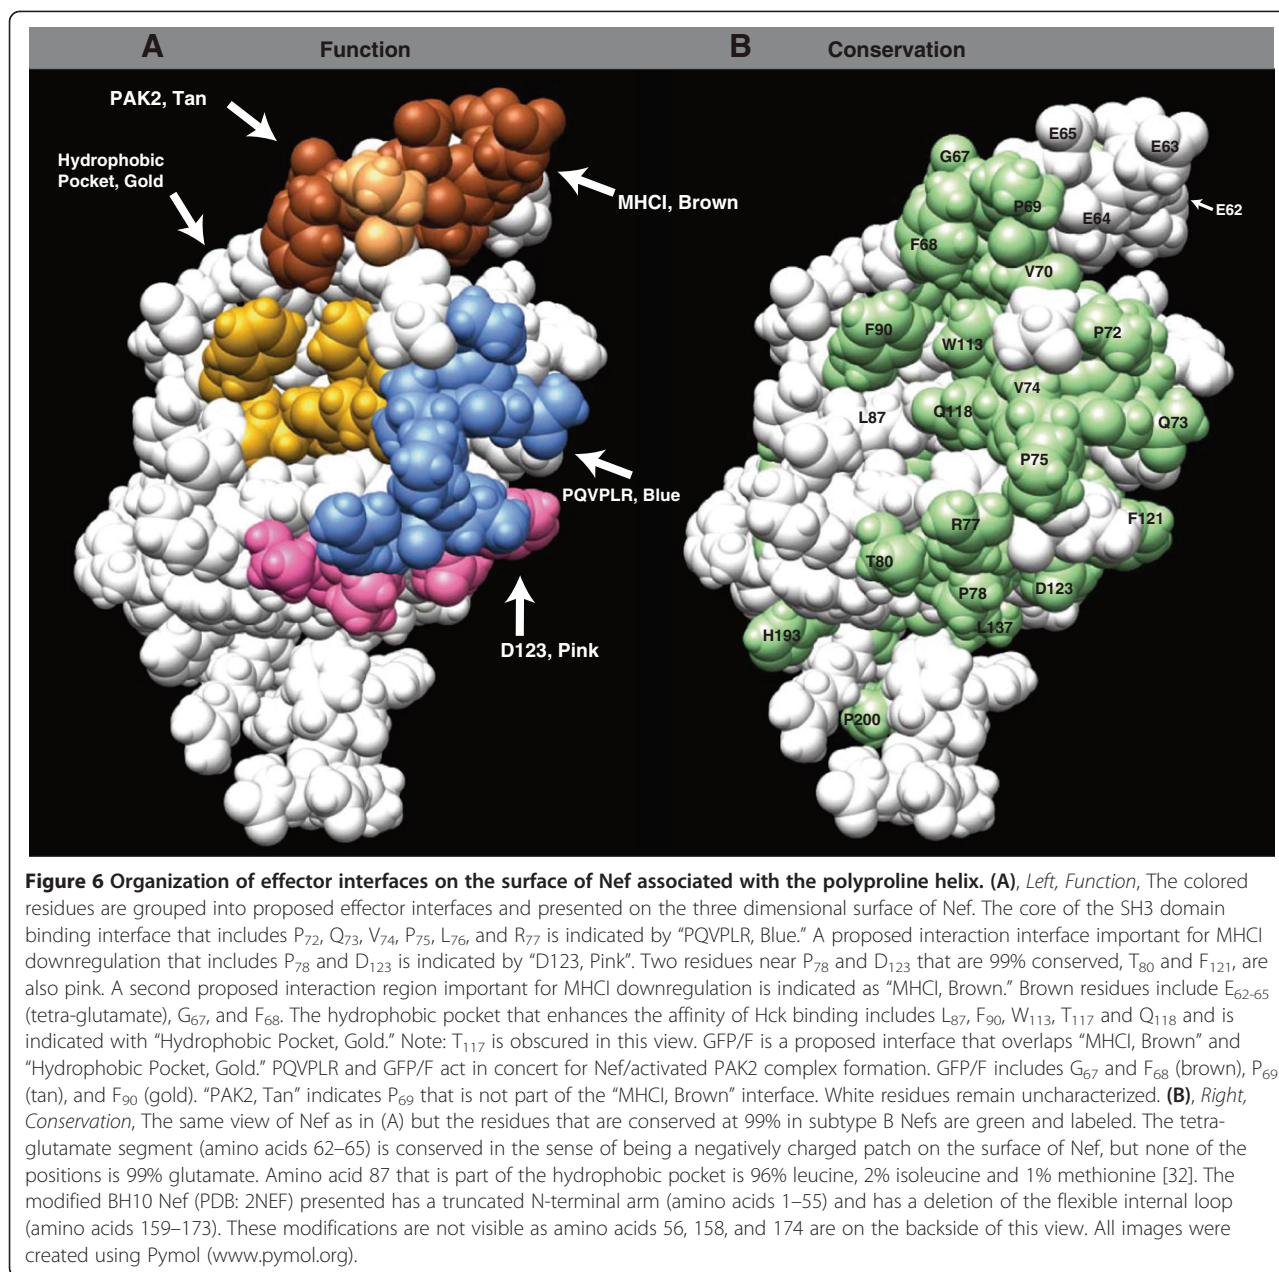 A Function B Conservation
PAK2, Tan
Hydrophobic
Pocket, Gold
MHCI, Brown
PQVPLR, Blue
D123, Pink
E65
E63
G67
P69
E64
E62
F68
V70
F90
W113
P72
V74
L87
Q118
Q73
P75
R77
F121
T80
P78
D123
L137
H193
P200
Figure 6 Organization of effector interfaces on the surface of Nef associated with the polyproline helix. (A), Left, Function, The colored
residues are grouped into proposed effector interfaces and presented on the three dimensional surface of Nef. The core of the SH3 domain
binding interface that includes P72, Q73, V74, P75, L76, and R77 is indicated by “PQVPLR, Blue.” A proposed interaction interface important for MHCI
downregulation that includes P78 and D123 is indicated by “D123, Pink”. Two residues near P78 and D123 that are 99% conserved, T80 and F121, are
also pink. A second proposed interaction region important for MHCI downregulation is indicated as “MHCI, Brown.” Brown residues include E62-65
(tetra-glutamate), G67, and F68. The hydrophobic pocket that enhances the affinity of Hck binding includes L87, F90, W113, T117 and Q118 and is
indicated with “Hydrophobic Pocket, Gold.” Note: T117 is obscured in this view. GFP/F is a proposed interface that overlaps “MHCI, Brown” and
“Hydrophobic Pocket, Gold.” PQVPLR and GFP/F act in concert for Nef/activated PAK2 complex formation. GFP/F includes G67 and F68 (brown), P69
(tan), and F90 (gold). “PAK2, Tan” indicates P69 that is not part of the “MHCI, Brown” interface. White residues remain uncharacterized. (B), Right,
Conservation, The same view of Nef as in (A) but the residues that are conserved at 99% in subtype B Nefs are green and labeled. The tetra-
glutamate segment (amino acids 62–65) is conserved in the sense of being a negatively charged patch on the surface of Nef, but none of the
positions is 99% glutamate. Amino acid 87 that is part of the hydrophobic pocket is 96% leucine, 2% isoleucine and 1% methionine [32]. The
modified BH10 Nef (PDB: 2NEF) presented has a truncated N-terminal arm (amino acids 1–55) and has a deletion of the flexible internal loop
(amino acids 159–173). These modifications are not visible as amino acids 56, 158, and 174 are on the backside of this view. All images were
created using Pymol (www.pymol.org).